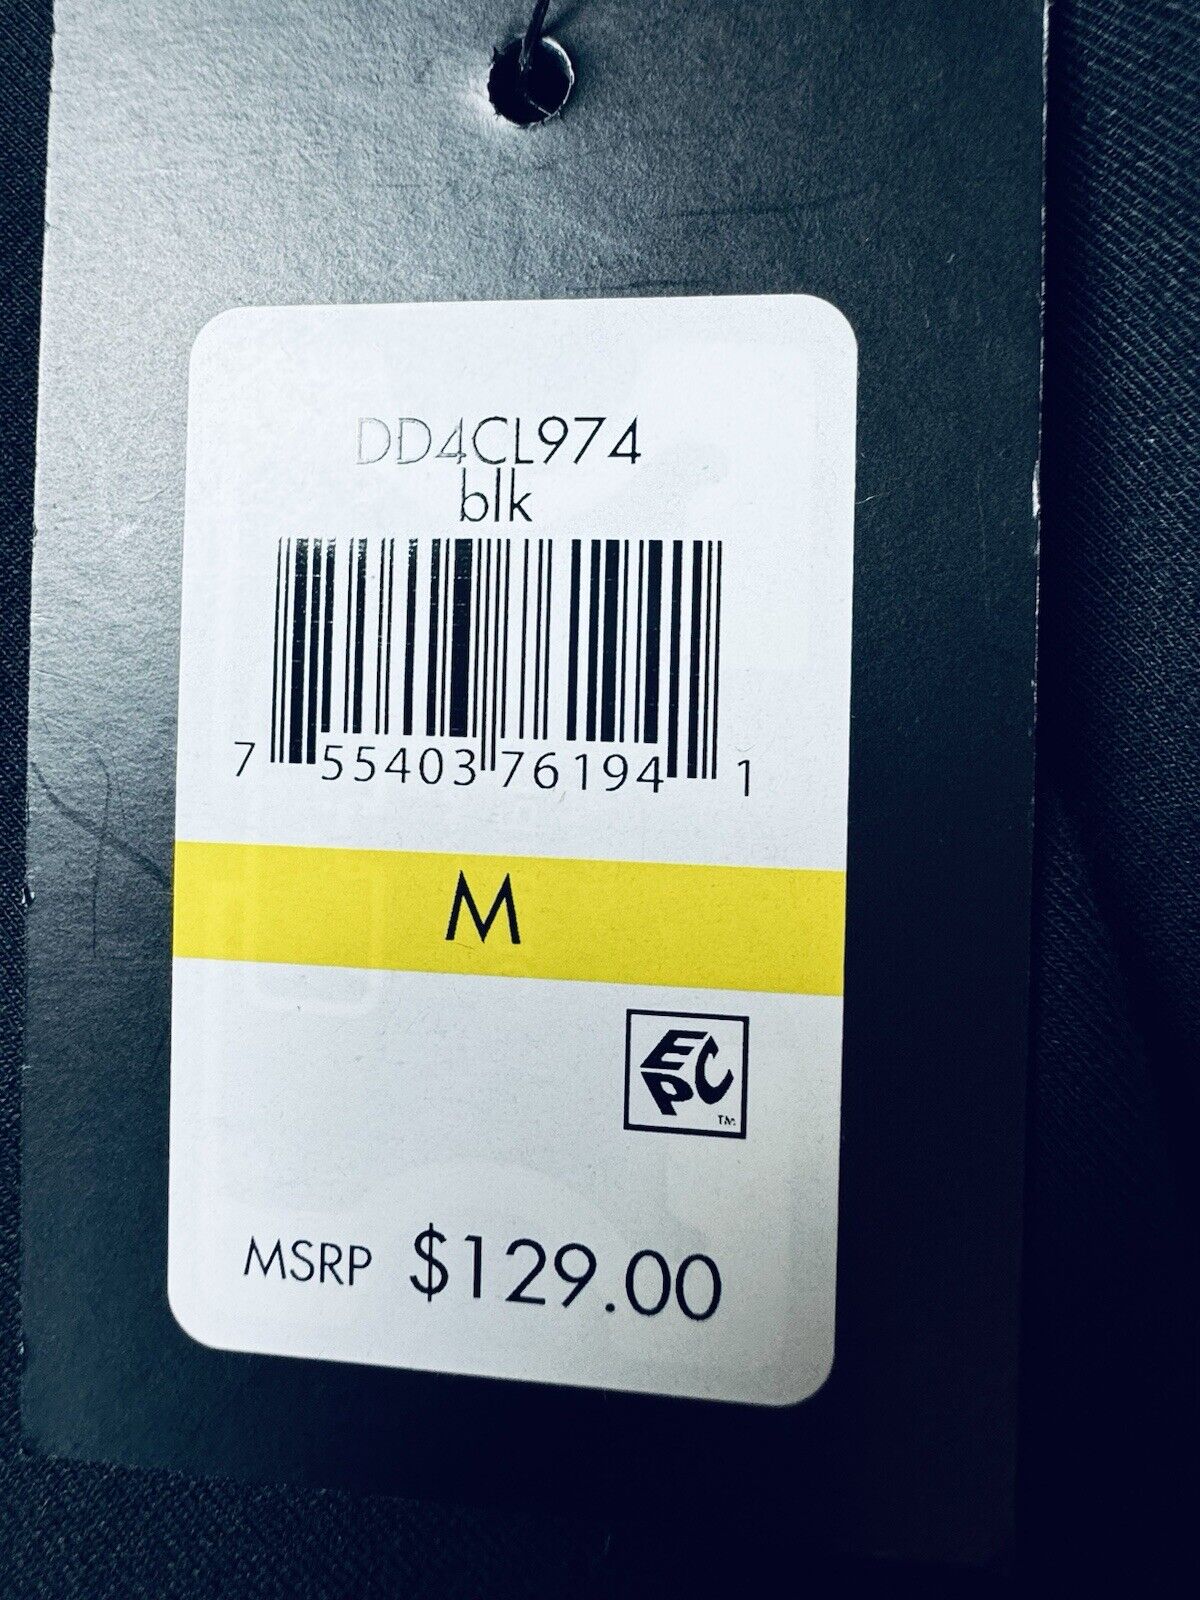 DD4CL974
blk
7 55403 76194 1
M
EPC
TM
MSRP $129.00